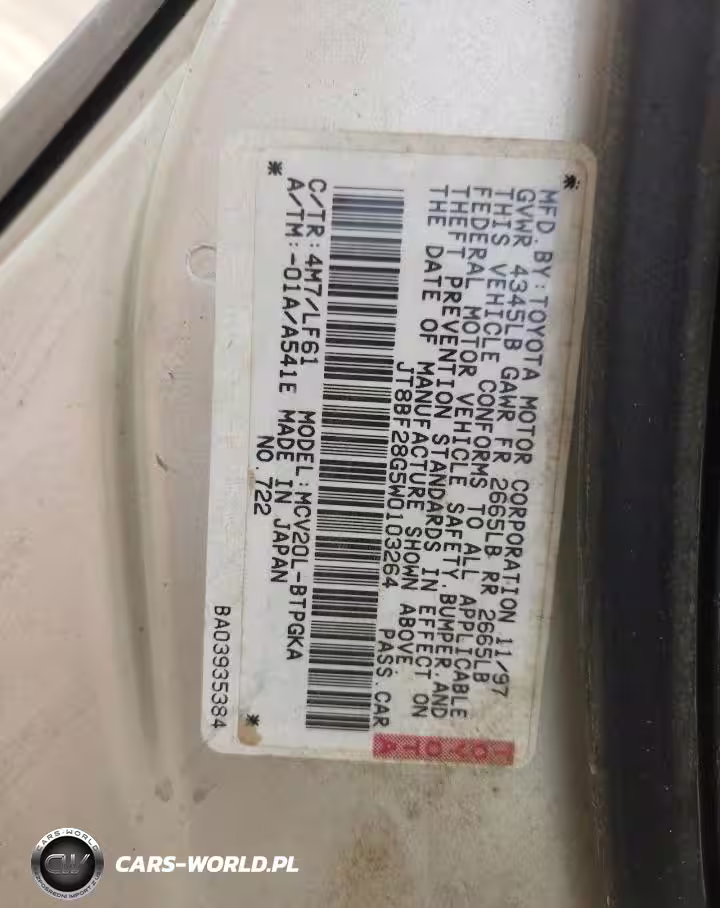 MFD. BY:TOYOTA MOTOR CORPORATION 11/97
GVWR 4345LB GAWR FR 2665LB RR 2665LB
THIS VEHICLE CONFORMS TO ALL APPLICABLE
FEDERAL MOTOR VEHICLE SAFETY,BUMPER,AND
THEFT PREVENTION STANDARDS IN EFFECT ON
THE DATE OF MANUFACTURE SHOWN ABOVE.
JT8BF28G5W0103264 PASS.CAR
C/TR:4M7/LF61 MODEL:MCV20L-BTPGKA
A/TM:-01A/A541E MADE IN JAPAN
NO.722
BA03935384
TOYOTA
CARS-WORLD
CW
CARS-WORLD.PL